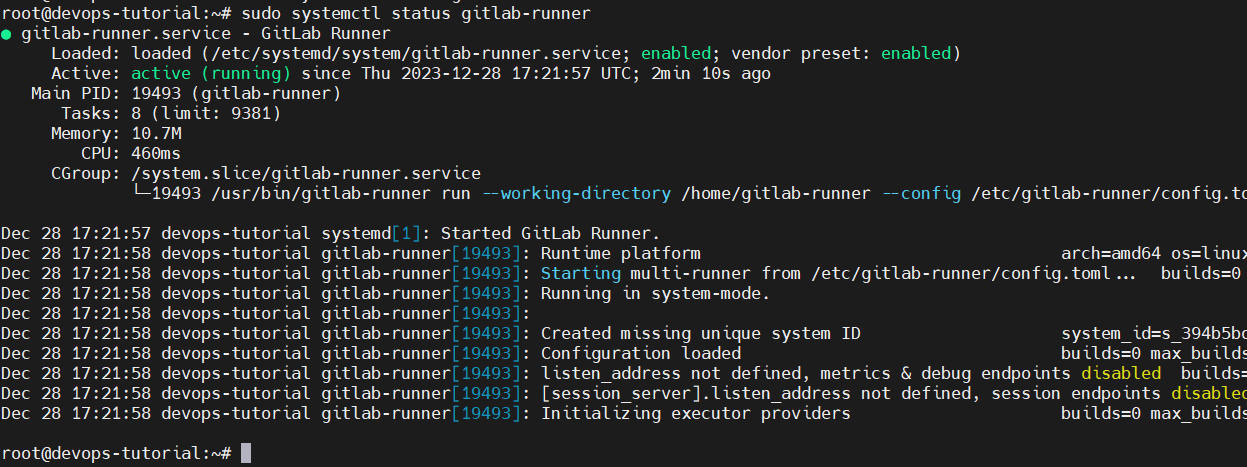 root@devops-tutorial:~# sudo systemctl status gitlab-runner
● gitlab-runner.service - GitLab Runner
     Loaded: loaded (/etc/systemd/system/gitlab-runner.service; enabled; vendor preset: enabled)
     Active: active (running) since Thu 2023-12-28 17:21:57 UTC; 2min 10s ago
   Main PID: 19493 (gitlab-runner)
      Tasks: 8 (limit: 9381)
     Memory: 10.7M
        CPU: 460ms
     CGroup: /system.slice/gitlab-runner.service
             └─19493 /usr/bin/gitlab-runner run --working-directory /home/gitlab-runner --config /etc/gitlab-runner/config.to
Dec 28 17:21:57 devops-tutorial systemd[1]: Started GitLab Runner.
Dec 28 17:21:58 devops-tutorial gitlab-runner[19493]: Runtime platform                                    arch=amd64 os=linux
Dec 28 17:21:58 devops-tutorial gitlab-runner[19493]: Starting multi-runner from /etc/gitlab-runner/config.toml...  builds=0
Dec 28 17:21:58 devops-tutorial gitlab-runner[19493]: Running in system-mode.
Dec 28 17:21:58 devops-tutorial gitlab-runner[19493]:
Dec 28 17:21:58 devops-tutorial gitlab-runner[19493]: Created missing unique system ID                    system_id=s_394b5bc
Dec 28 17:21:58 devops-tutorial gitlab-runner[19493]: Configuration loaded                                builds=0 max_builds
Dec 28 17:21:58 devops-tutorial gitlab-runner[19493]: listen_address not defined, metrics & debug endpoints disabled  builds=
Dec 28 17:21:58 devops-tutorial gitlab-runner[19493]: [session_server].listen_address not defined, session endpoints disabled
Dec 28 17:21:58 devops-tutorial gitlab-runner[19493]: Initializing executor providers                     builds=0 max_builds
root@devops-tutorial:~#